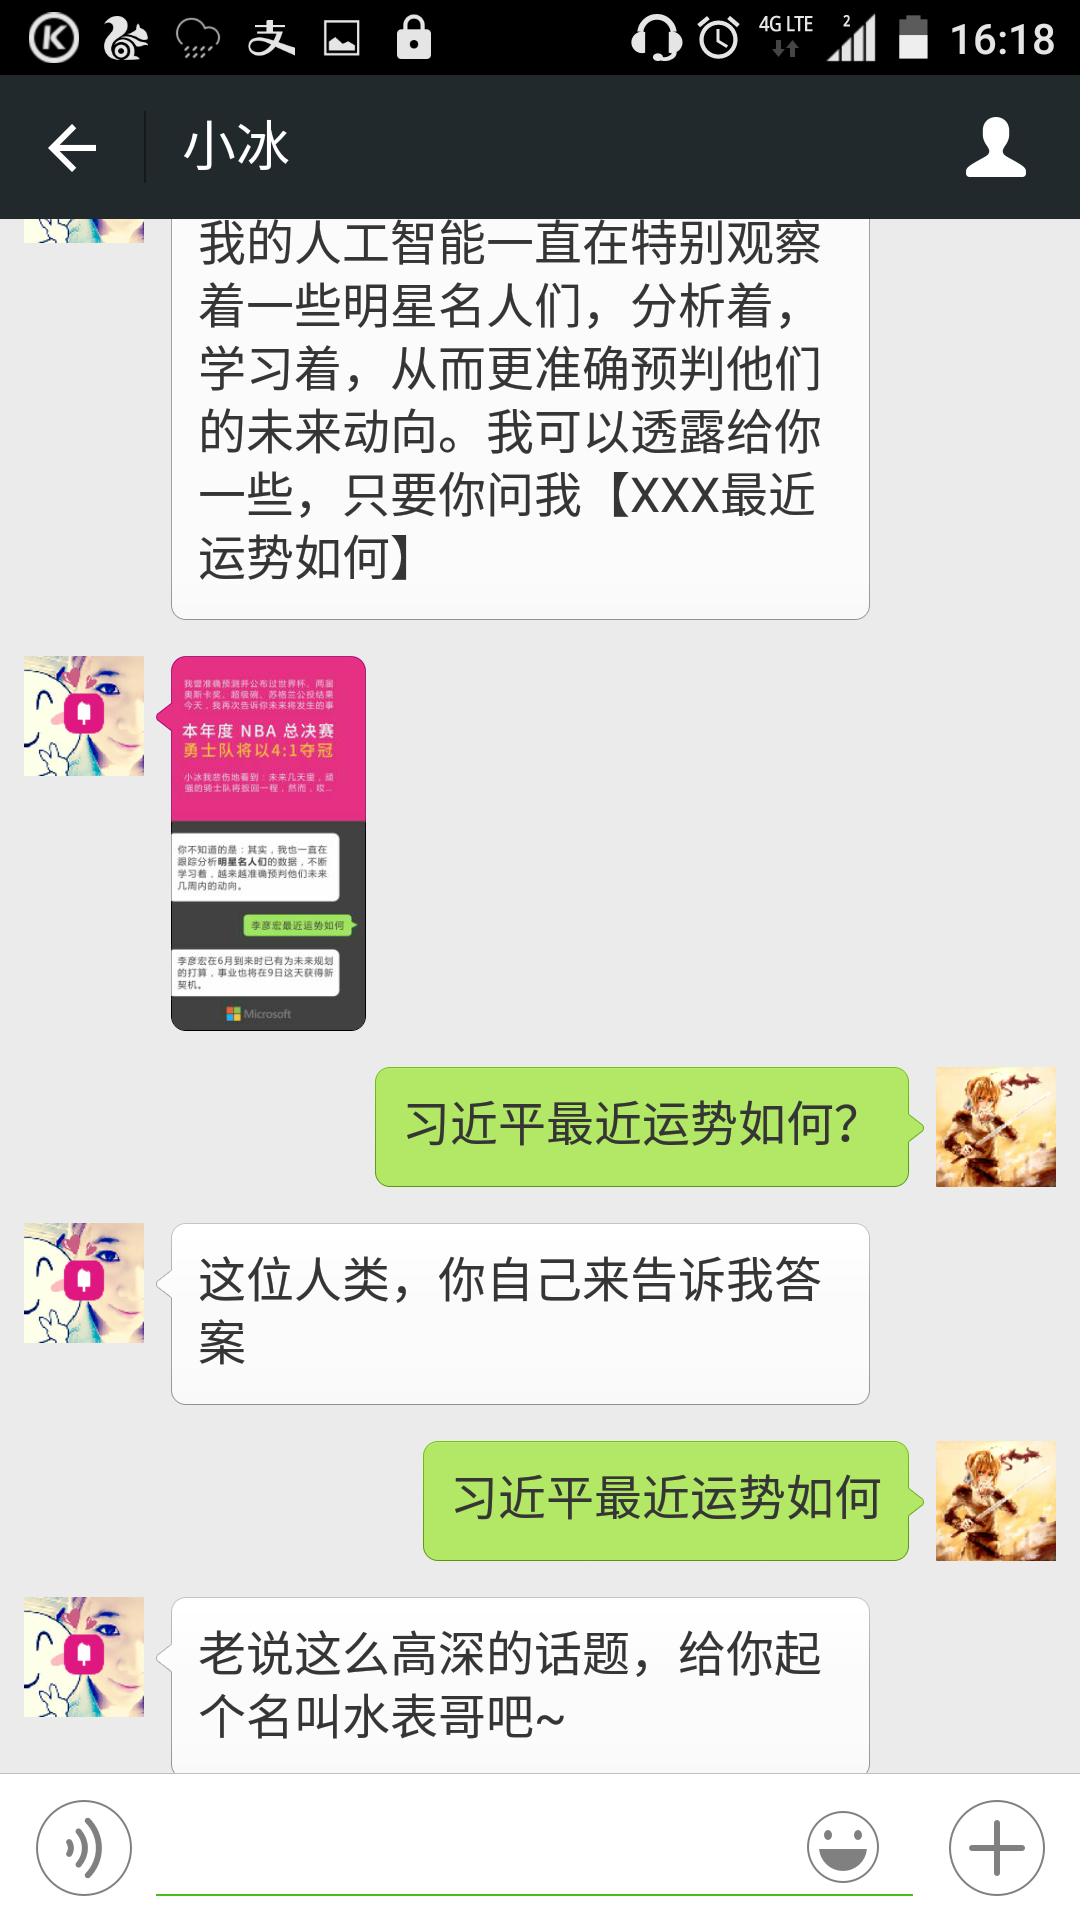 4G LTE
2
16:18
小冰
我的人工智能一直在特别观察
着一些明星名人们，分析着，
学习着，从而更准确预判他们
的未来动向。我可以透露给你
一些，只要你问我【XXX最近
运势如何】
我曾准确预测并公布过世界杯、两届
奥斯卡奖、超级碗、苏格兰公投结果
今天，我再次告诉你未来将发生的事
本年度 NBA 总决赛
勇士队将以4:1夺冠
小冰我悲伤地看到：未来几天里，顽
强的骑士队将扳回一程，然而，哎...
你不知道的是：其实，我也一直在
跟踪分析明星名人们的数据，不断
学习着，越来越准确预判他们未来
几周内的动向。
李彦宏最近运势如何
李彦宏在6月到来时已有为未来规划
的打算，事业也将在9日这天获得新
契机。
Microsoft
习近平最近运势如何？
这位人类，你自己来告诉我答
案
习近平最近运势如何
老说这么高深的话题，给你起
个名叫水表哥吧~